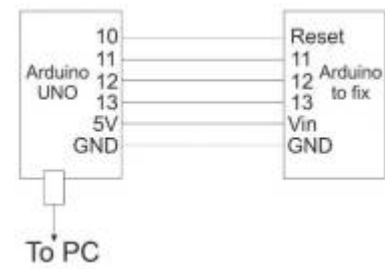 10
11
Arduino
UNO
12
13
5V
GND
Reset
11
12
Arduino
to fix
13
Vin
GND
To PC